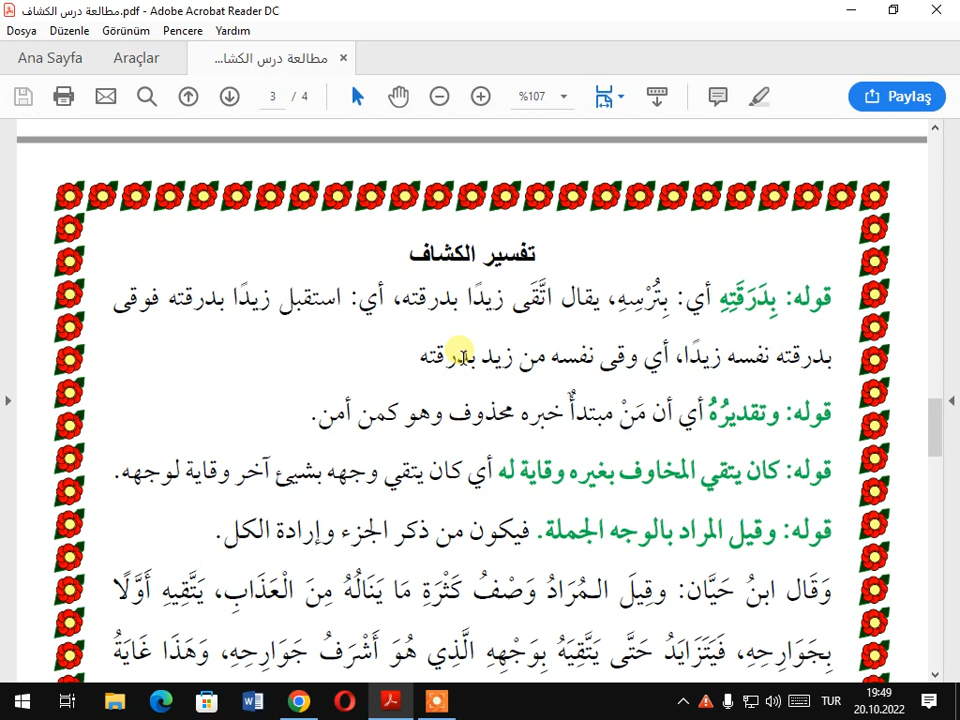 مطالعة درس الكشاف.pdf - Adobe Acrobat Reader DC
Dosya Düzenle Görünüm Pencere Yardım
Ana Sayfa Araçlar مطالعة درس الكشا...
3 / 4 %107 Paylaş
تفسير الكشاف
قوله: بِدَرَقَتِهِ أي: بِتُرْسِهِ، يقال اتَّقَى زيدًا بدرقته، أي: استقبل زيدًا بدرقته فوقى
بدرقته نفسه زيدًا، أي وقى نفسه من زيد بدرقته
قوله: وتقديرُهُ أي أن مَنْ مبتدأٌ خبره محذوف وهو كمن أمن.
قوله: كان يتقي المخاوف بغيره وقاية له أي كان يتقي وجهه بشيئ آخر وقاية لوجهه.
قوله: وقيل المراد بالوجه الجملة. فيكون من ذكر الجزء وإرادة الكل.
وَقَال ابنُ حَيَّان: وقِيلَ الـمُرَادُ وَصْفُ كَثْرَةِ مَا يَنَالُهُ مِنَ الْعَذَابِ، يَتَّقِيهِ أَوَّلًا
بِجَوَارِحِهِ، فَيَتَزَايَدُ حَتَّى يَتَّقِيَهُ بِوَجْهِهِ الَّذِي هُوَ أَشْرَفُ جَوَارِحِهِ، وَهَذَا غَايَةُ
TUR 19:49
20.10.2022